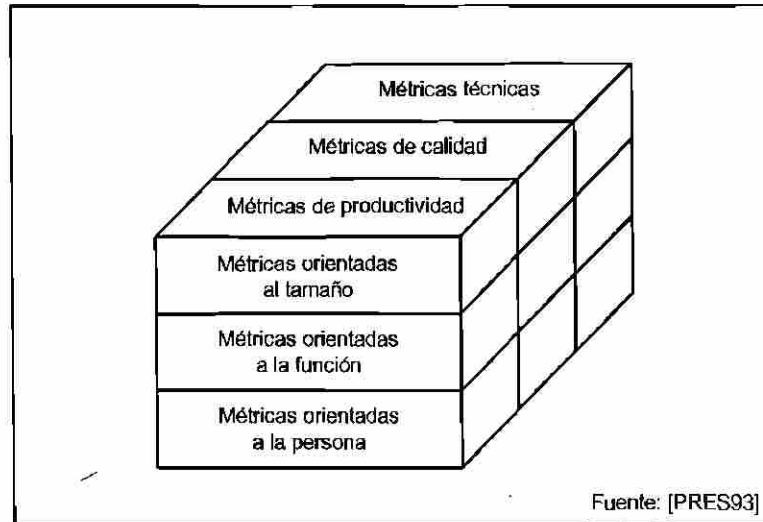 Métricas técnicas
Métricas de calidad
Métricas de productividad
Métricas orientadas
al tamaño
Métricas orientadas
a la función
Métricas orientadas
a la persona
Fuente: [PRES93]